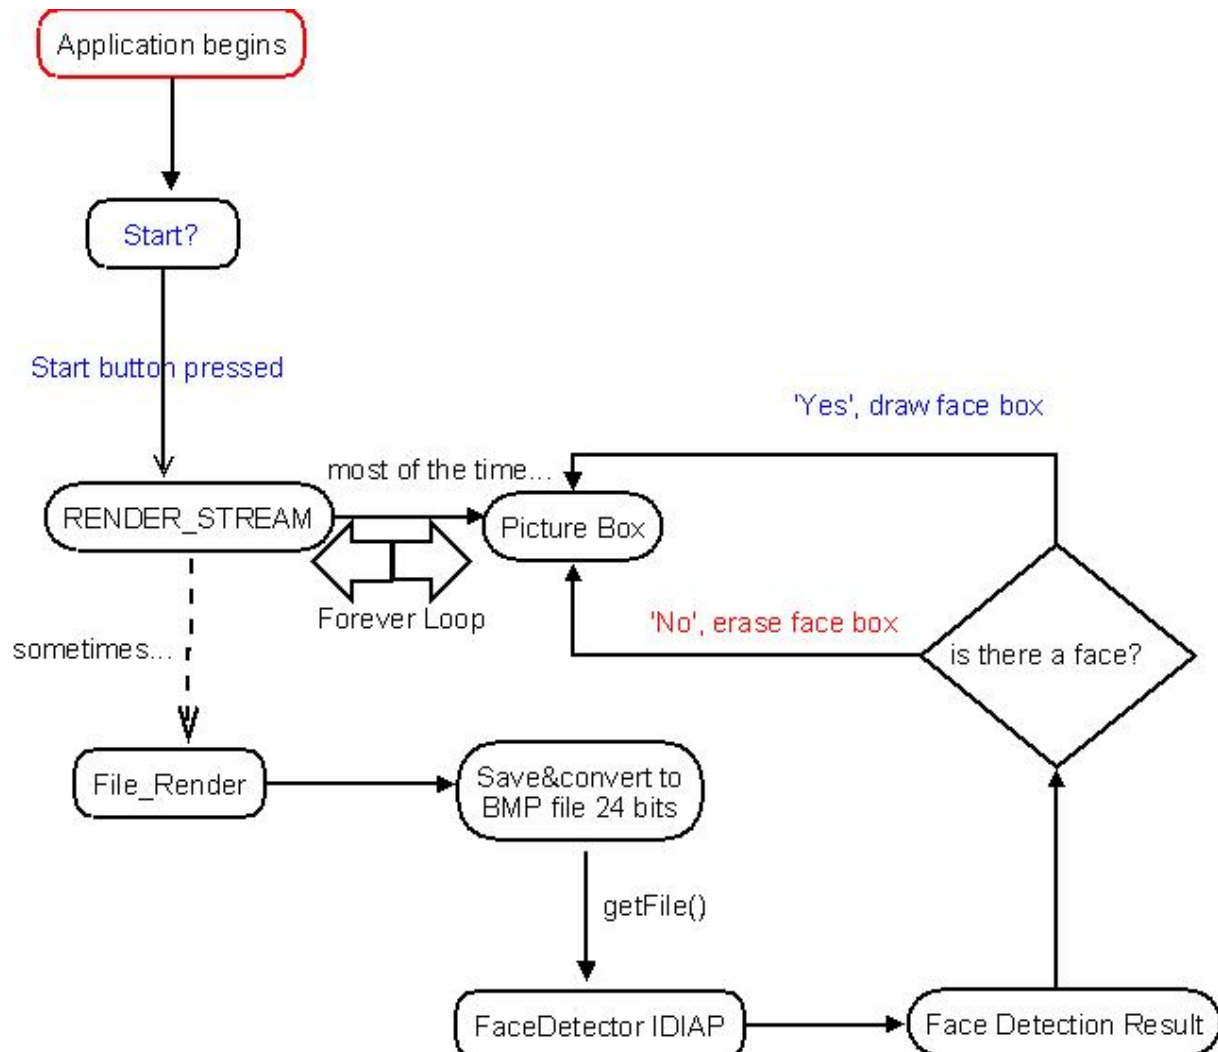 Application begins
Start?
Start button pressed
'Yes', draw face box
most of the time...
RENDER_STREAM
Picture Box
Forever Loop
'No', erase face box
sometimes...
is there a face?
File_Render
Save&convert to
BMP file 24 bits
getFile()
FaceDetector IDIAP
Face Detection Result